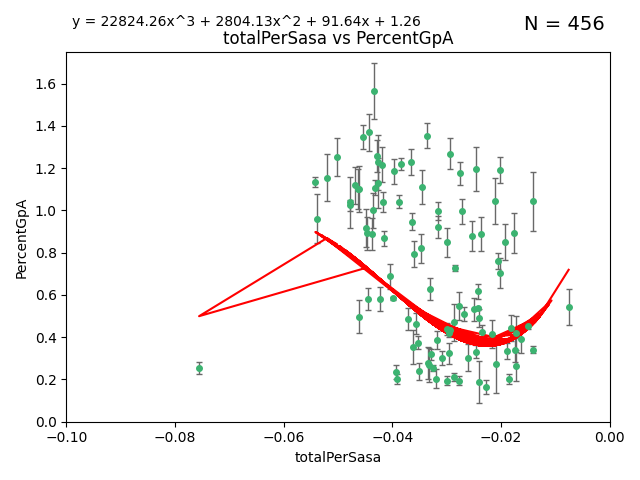 y = 22824.26x^3 + 2804.13x^2 + 91.64x + 1.26
N = 456
totalPerSasa vs PercentGpA
1.6
1.4
1.2
1.0
0.8
0.6
0.4
0.2
0.0
PercentGpA
−0.10 −0.08 −0.06 −0.04 −0.02 0.00
totalPerSasa